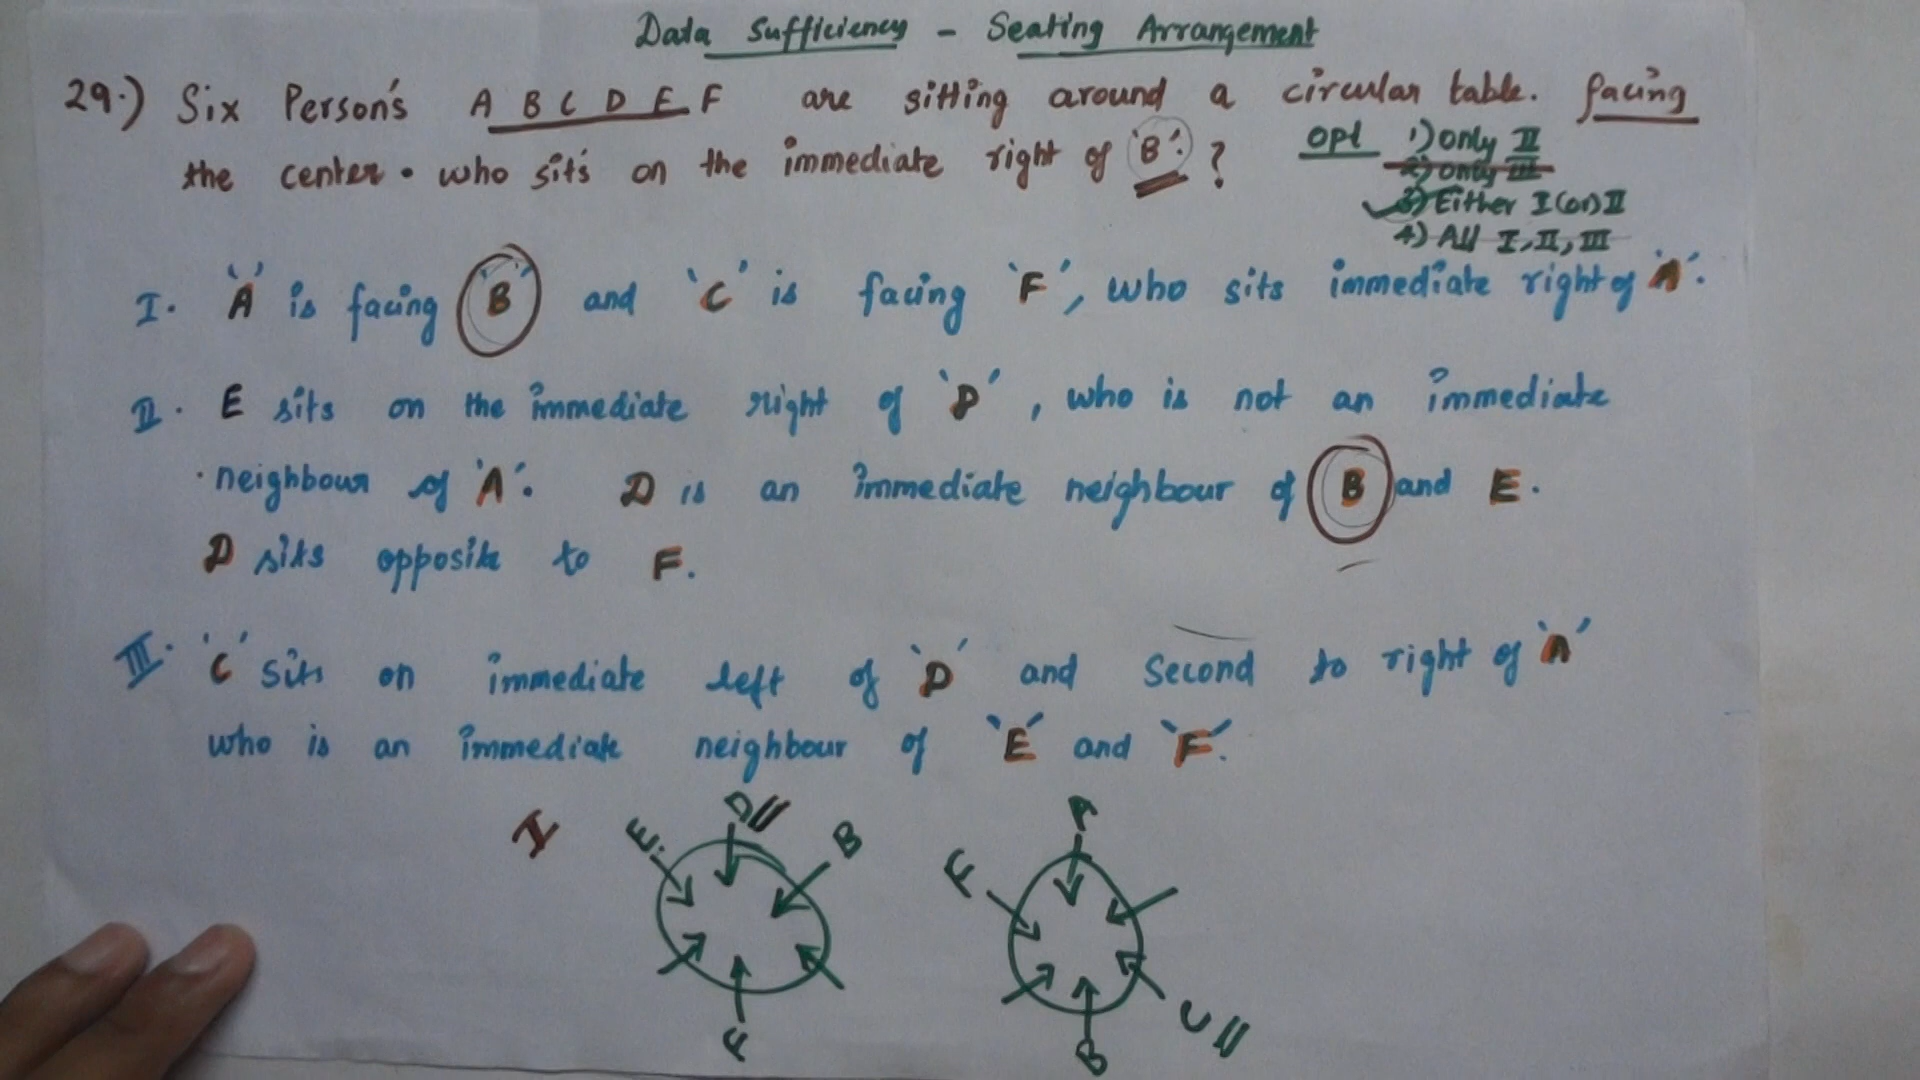 Data Sufficiency - Seating Arrangement
29.) Six Person's A B C D E F are sitting around a circular table. facing
the center. who sits on the immediate right of 'B'.?
opt 1) only II
2) only III
3) Either I (or) II
4) All I, II, III
I. 'A' is facing 'B' and 'C' is facing 'F', who sits immediate right of 'A'.
II. E sits on the immediate right of 'D', who is not an immediate
neighbour of 'A'. D is an immediate neighbour of B and E.
D sits opposite to F.
III. 'C' sits on immediate left of 'D' and Second to right of 'A'
who is an immediate neighbour of 'E' and 'F'.
I
E D B
F
A
F
C
B